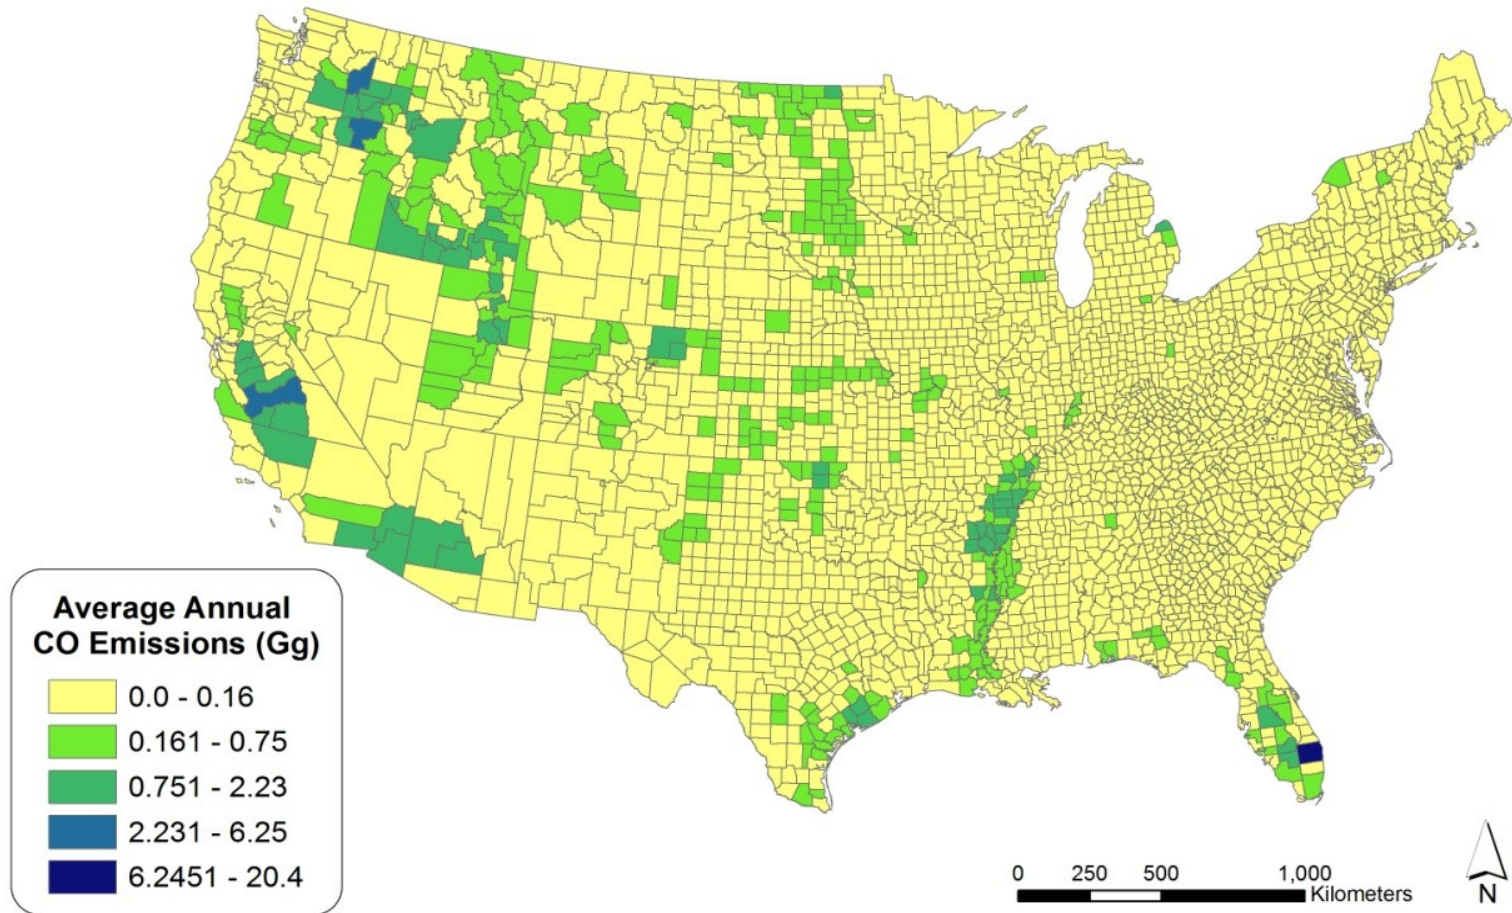 Average Annual
CO Emissions (Gg)
0.0 - 0.16
0.161 - 0.75
0.751 - 2.23
2.231 - 6.25
6.2451 - 20.4
0 250 500 1,000
Kilometers
N